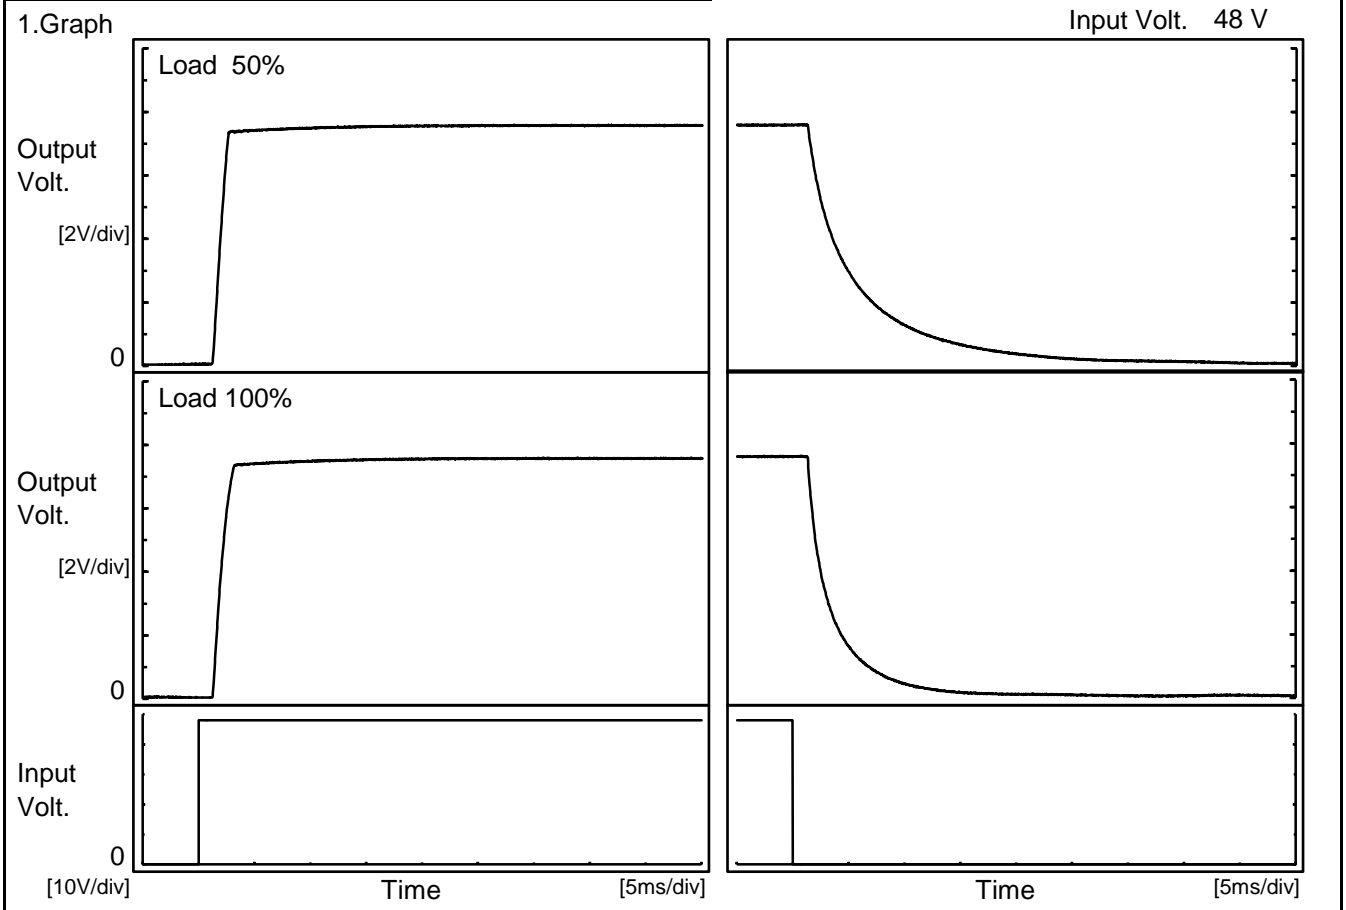 1.Graph
Input Volt. 48 V
Load 50%
Output
Volt.
[2V/div]
0
Load 100%
Output
Volt.
[2V/div]
0
Input
Volt.
0
[10V/div]
Time
[5ms/div]
Time
[5ms/div]